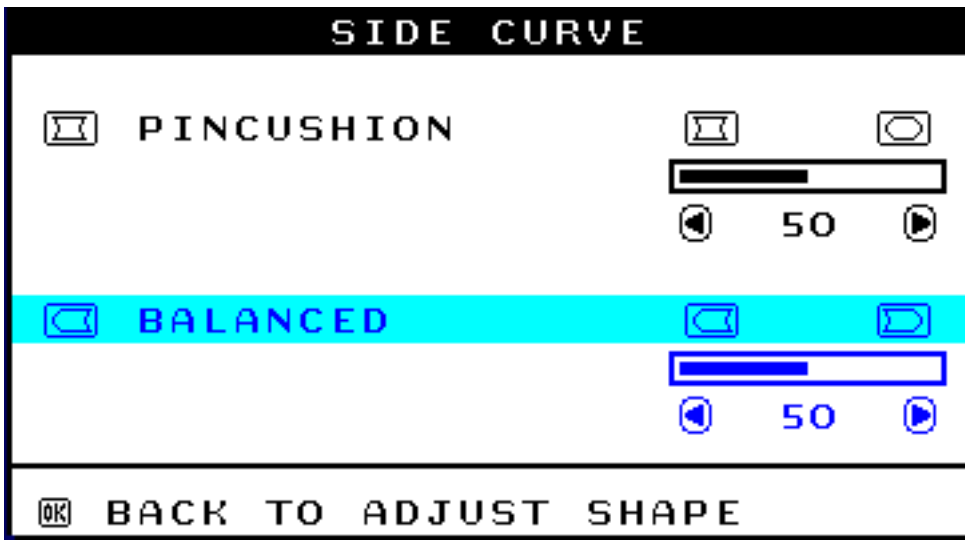 SIDE CURVE
PINCUSHION
50
BALANCED
50
OK BACK TO ADJUST SHAPE